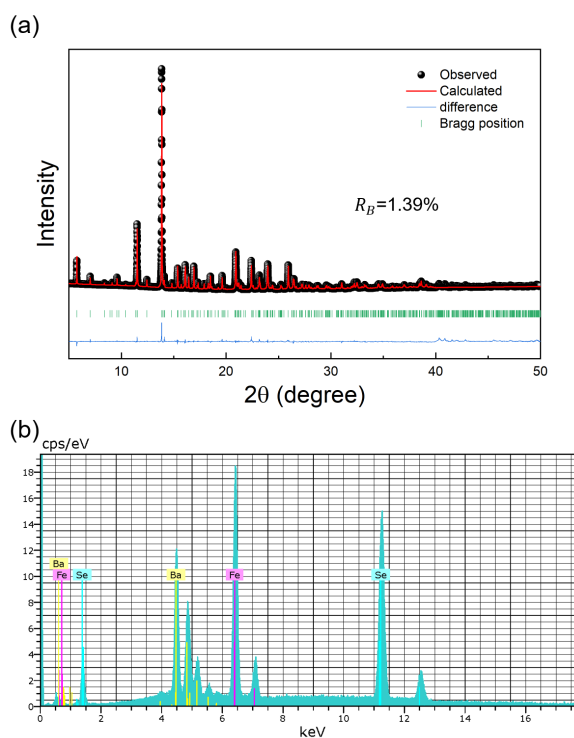 (a)
Observed
Calculated
difference
Bragg position
R_B=1.39%
Intensity
10 20 30 40 50
2θ (degree)
(b)
cps/eV
18
16
14
12
10
8
6
4
2
0
Ba
Fe Se Ba Fe Se
0 2 4 6 8 10 12 14 16
keV